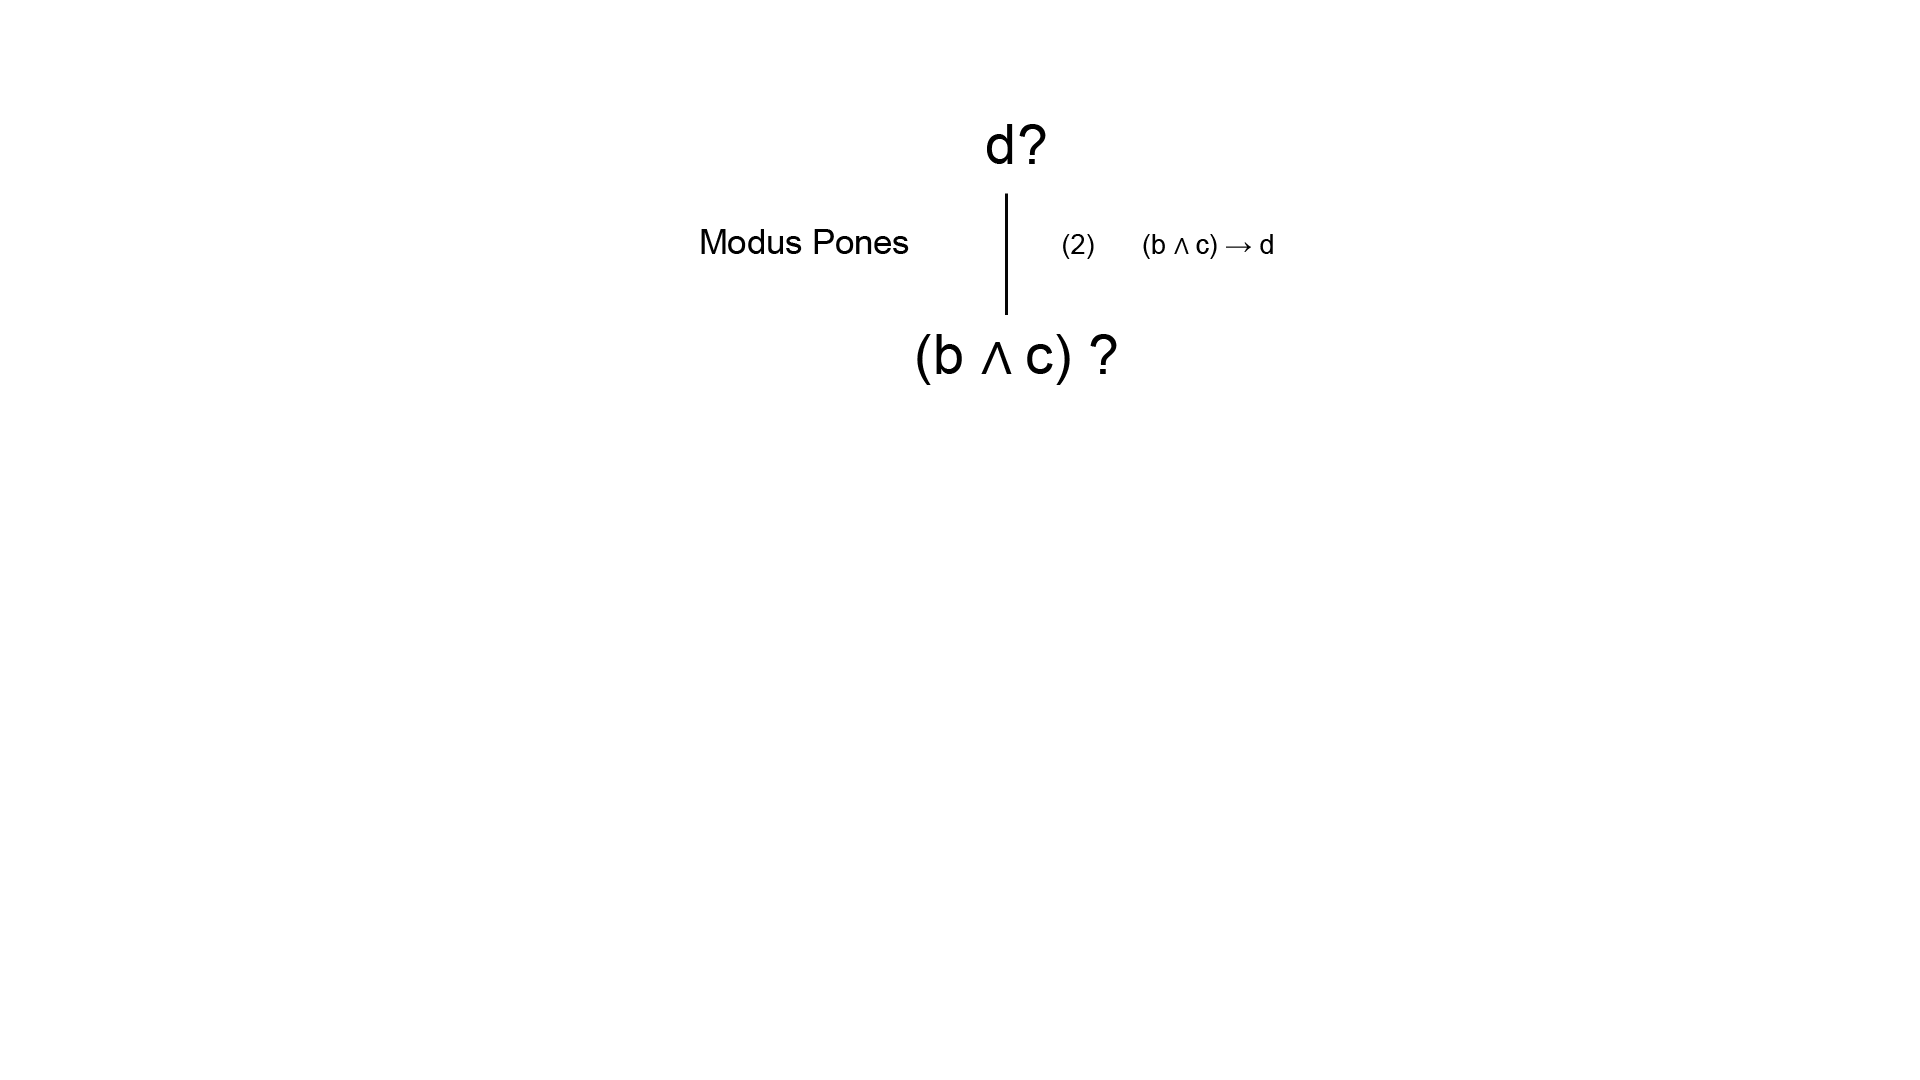 d?
Modus Pones (2) (b ∧ c) → d
(b ∧ c) ?